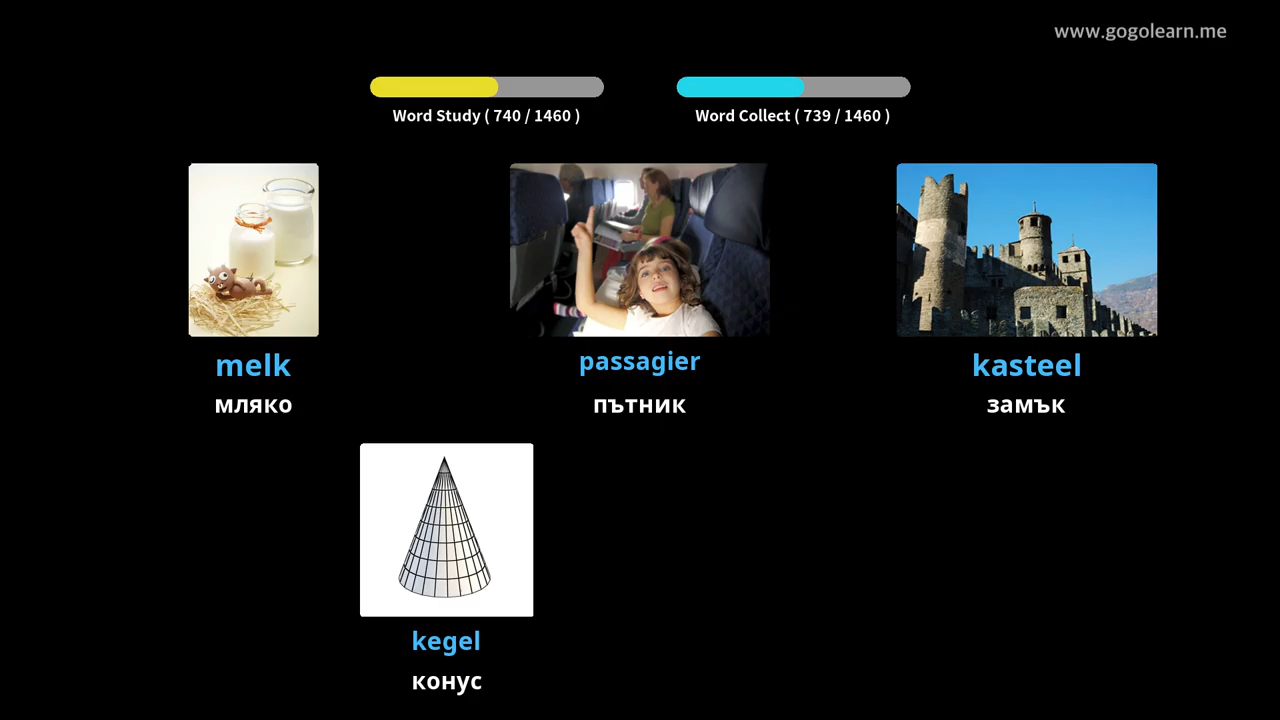 www.gogolearn.me
Word Study ( 740 / 1460 )
Word Collect ( 739 / 1460 )
melk
мляко
passagier
пътник
kasteel
замък
kegel
конус